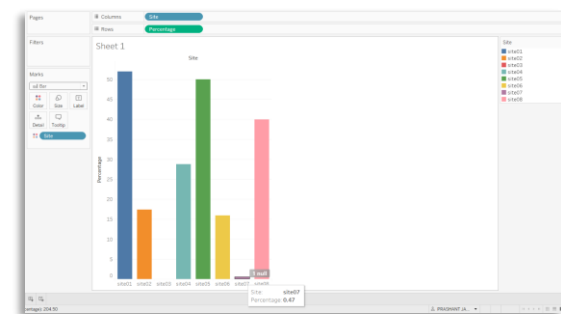 Pages
Columns
Site
Rows
Percentage
Filters
Sheet 1
Site
Site
site01
site02
site03
site04
site05
site06
site07
site08
Marks
Color
Size
Label
Detail
Tooltip
Site
Percentage
50
45
40
35
30
25
20
15
10
5
0
site01 site02 site03 site04 site05 site06 site07 site08
1 null
Site: site07
Percentage: 0.47
204.50